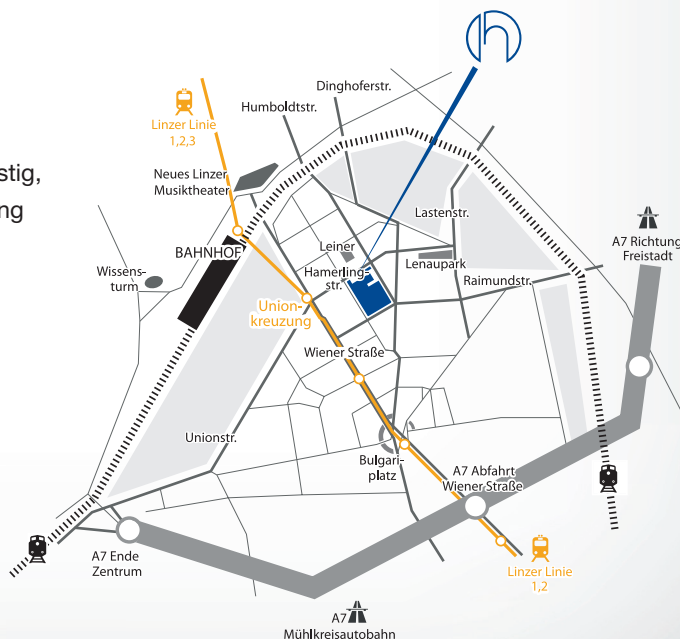 stig,
ng
Linzer Linie
1,2,3
Humboldtstr.
Dinghoferstr.
Neues Linzer
Musiktheater
BAHNHOF
Wissens-
turm
Leiner
Hamerling-
str.
Lastenstr.
Lenaupark
Raimundstr.
A7 Richtung
Freistadt
Union-
kreuzung
Wiener Straße
Unionstr.
Bulgari-
platz
A7 Abfahrt
Wiener Straße
A7 Ende
Zentrum
Linzer Linie
1,2
A7
Mühlkreisautobahn